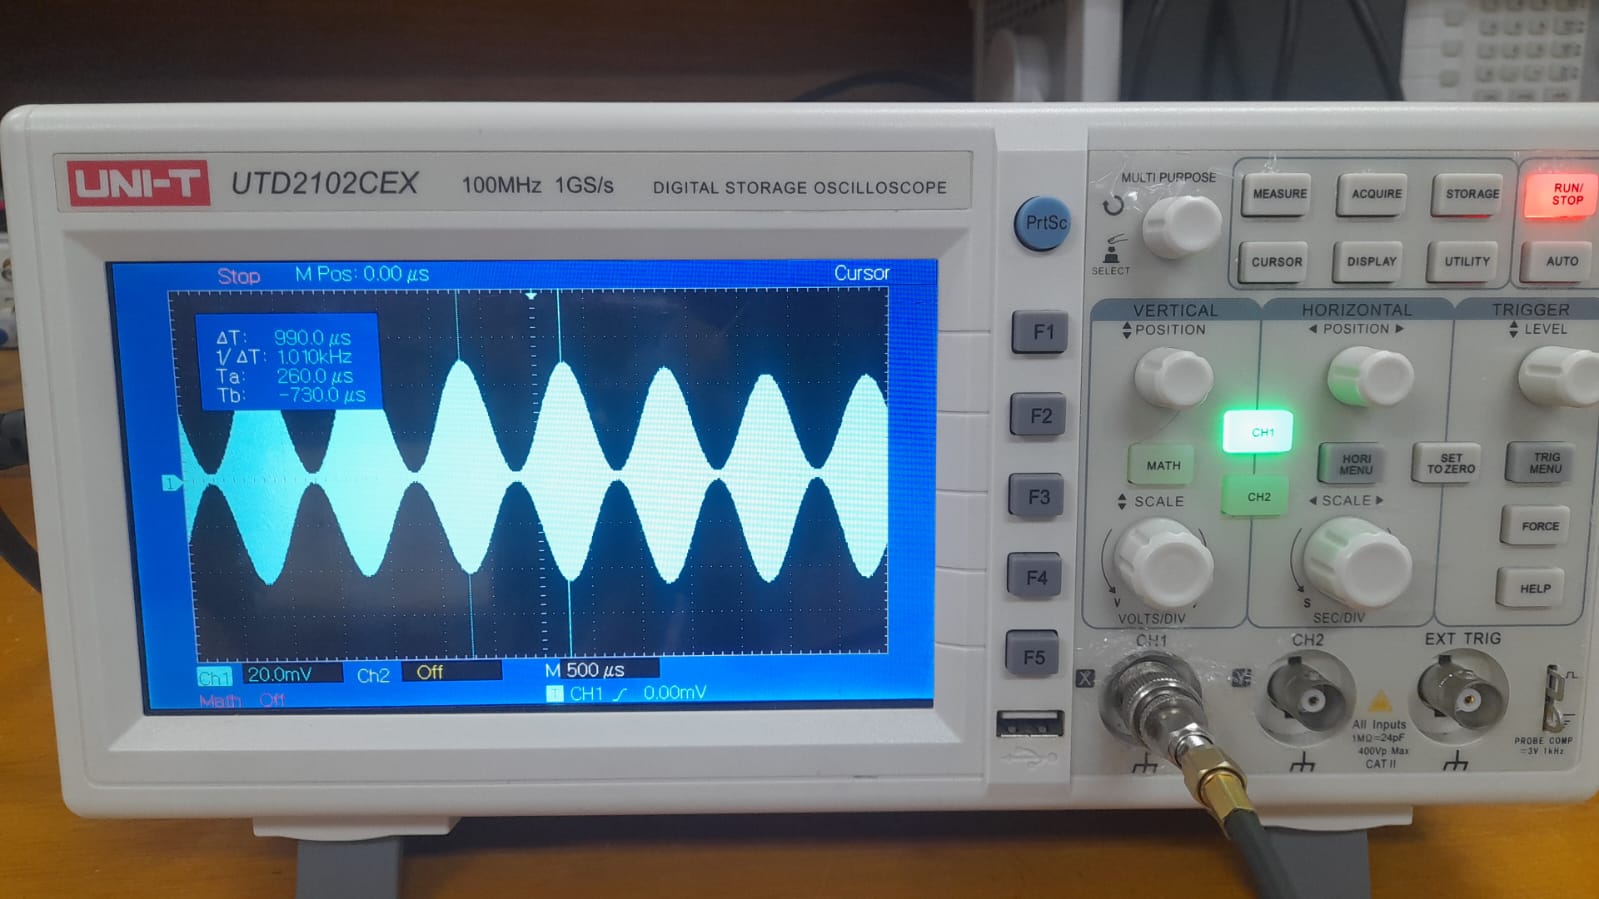 UNI-T UTD2102CEX 100MHz 1GS/s DIGITAL STORAGE OSCILLOSCOPE
Stop M Pos: 0.00 μs Cursor
ΔT: 990.0 μs
1/ΔT: 1.010kHz
Ta: 260.0 μs
Tb: -730.0 μs
1
Ch1 20.0mV Ch2 Off M 500 μs
Math Off T CH1 0.00mV
PrtSc
F1
F2
F3
F4
F5
MULTI PURPOSE
SELECT
MEASURE ACQUIRE STORAGE RUN/
STOP
CURSOR DISPLAY UTILITY AUTO
VERTICAL HORIZONTAL TRIGGER
POSITION POSITION LEVEL
CH1
MATH HORI
MENU SET
TO ZERO TRIG
MENU
CH2
SCALE SCALE
FORCE
HELP
V S
VOLTS/DIV SEC/DIV
CH1 CH2 EXT TRIG
X Y
All Inputs
1MΩ=24pF
400Vp Max
CAT II
PROBE COMP
≈3V 1kHz